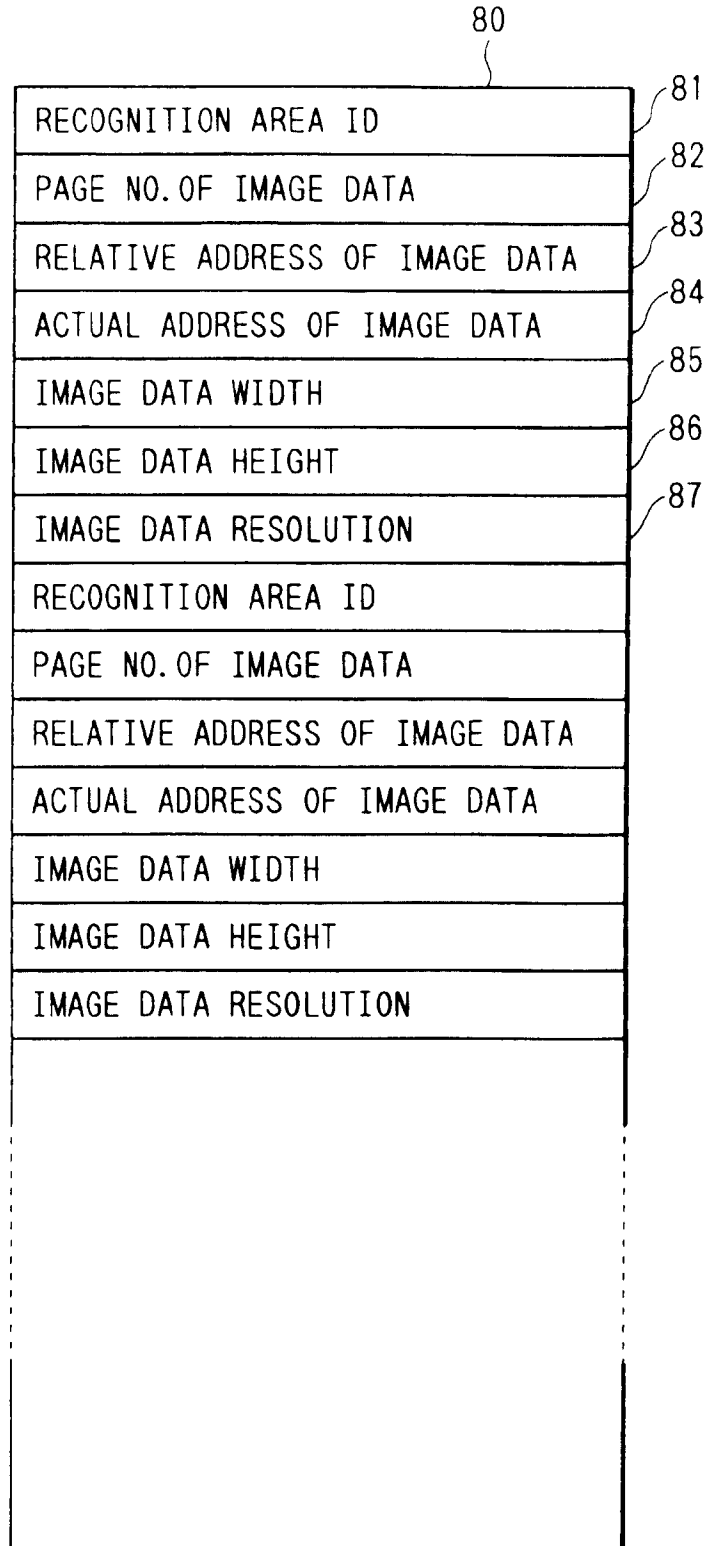 80
RECOGNITION AREA ID 81
PAGE NO.OF IMAGE DATA 82
RELATIVE ADDRESS OF IMAGE DATA 83
ACTUAL ADDRESS OF IMAGE DATA 84
IMAGE DATA WIDTH 85
IMAGE DATA HEIGHT 86
IMAGE DATA RESOLUTION 87
RECOGNITION AREA ID
PAGE NO.OF IMAGE DATA
RELATIVE ADDRESS OF IMAGE DATA
ACTUAL ADDRESS OF IMAGE DATA
IMAGE DATA WIDTH
IMAGE DATA HEIGHT
IMAGE DATA RESOLUTION